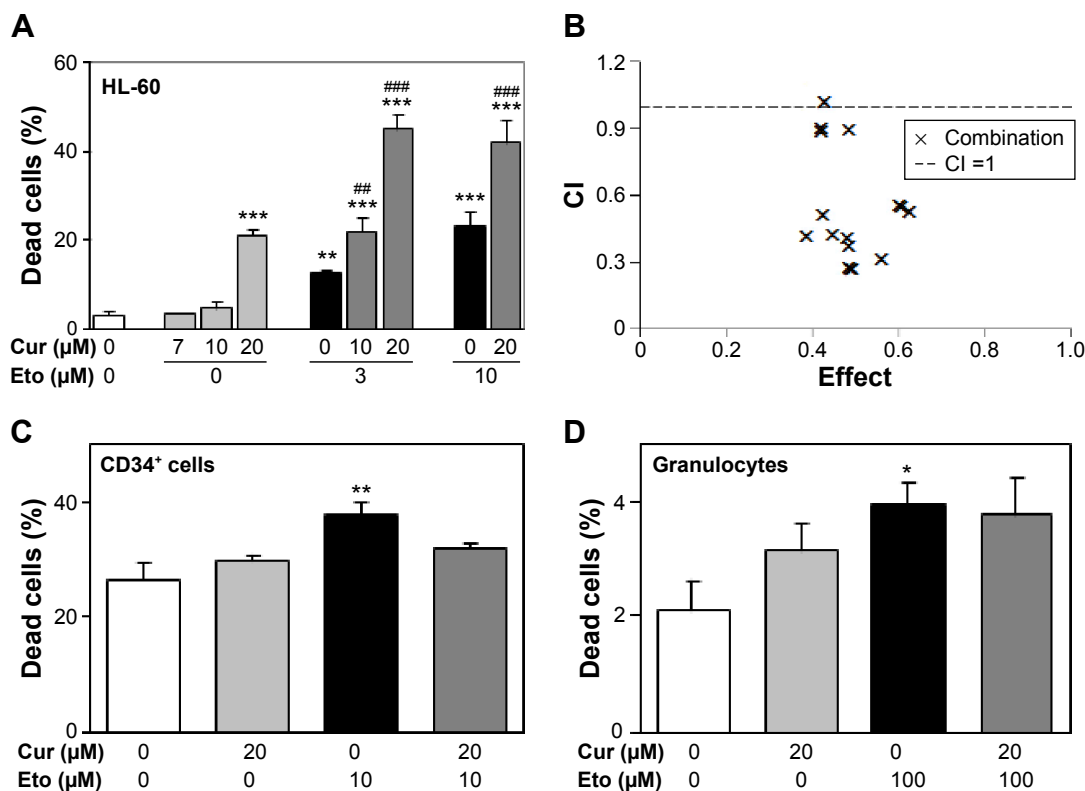 A
60
HL-60
###
***
###
***
40
##
***
***
***
20
**
0
Dead cells (%)
Cur (µM) 0 7 10 20 0 10 20 0 20
Eto (µM) 0 0 3 10
B
1.2
0.9
0.6
0.3
0
CI
× Combination
--- CI =1
0 0.2 0.4 0.6 0.8 1.0
Effect
C
CD34+ cells
40
**
20
0
Dead cells (%)
Cur (µM) 0 20 0 20
Eto (µM) 0 0 10 10
D
Granulocytes
*
4
2
0
Dead cells (%)
Cur (µM) 0 20 0 20
Eto (µM) 0 0 100 100